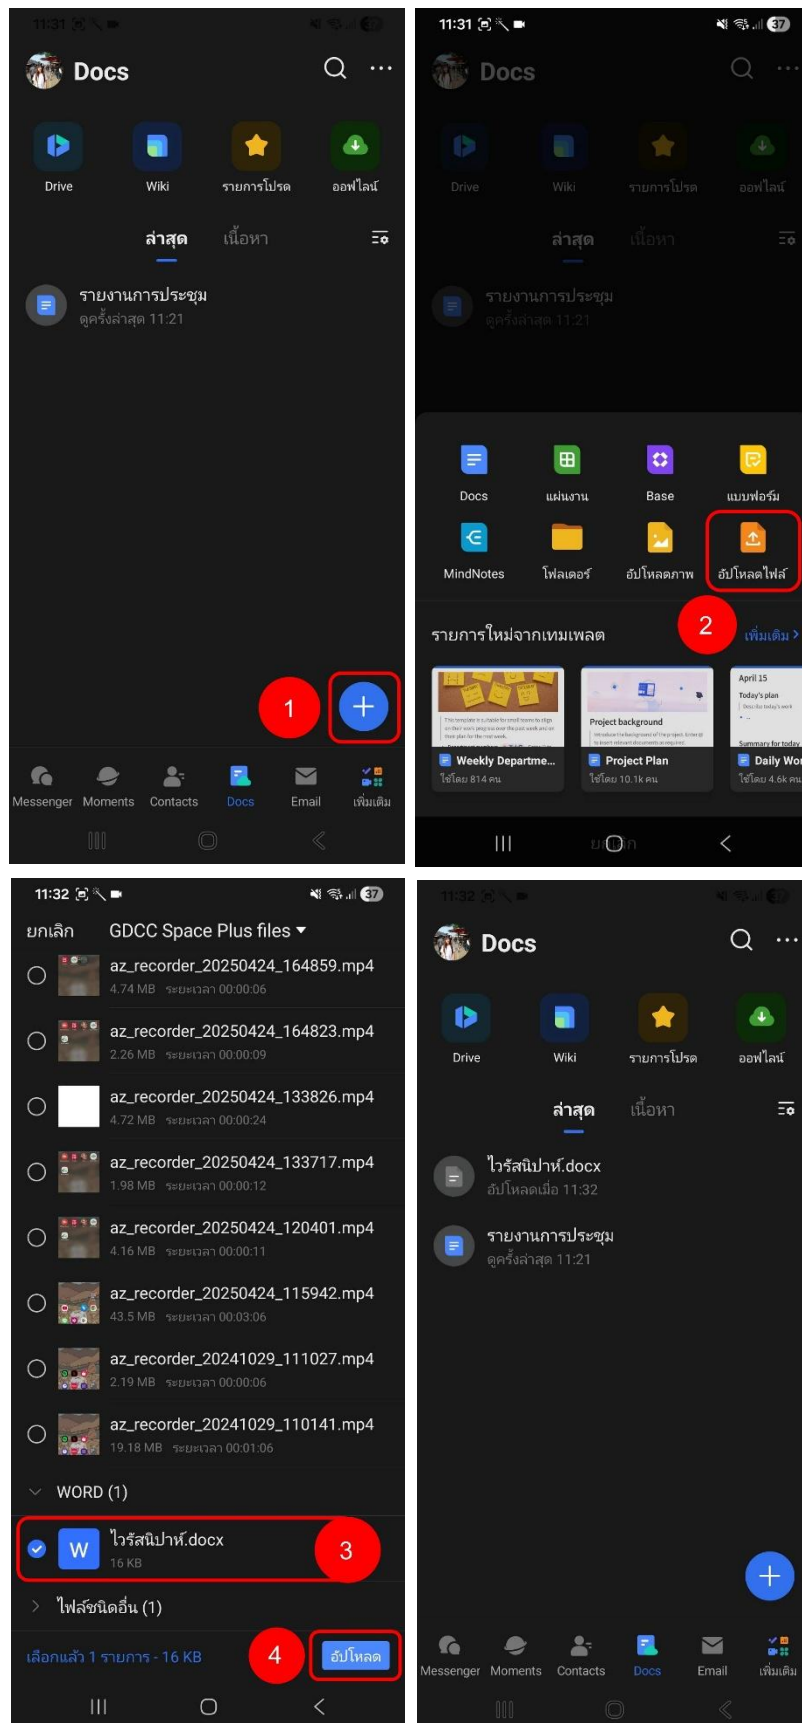 11:31
37
Docs
Drive
Wiki
รายการโปรด
ออฟไลน์
ล่าสุด
เนื้อหา
รายงานการประชุม
ดูครั้งล่าสุด 11:21
1
Messenger
Moments
Contacts
Docs
Email
เพิ่มเติม
11:31
37
Docs
Drive
Wiki
รายการโปรด
ออฟไลน์
ล่าสุด
เนื้อหา
รายงานการประชุม
ดูครั้งล่าสุด 11:21
Docs
แผ่นงาน
Base
แบบฟอร์ม
MindNotes
โฟลเดอร์
อัปโหลดภาพ
อัปโหลดไฟล์
2
รายการใหม่จากเทมเพลต
เพิ่มเติม
Weekly Departme...
ใช้โดย 814 คน
Project background
Project Plan
ใช้โดย 10.1k คน
April 15
Today's plan
Summary for today
Daily Wor
ใช้โดย 4.6k คน
ยกเลิก
11:32
37
ยกเลิก
GDCC Space Plus files
az_recorder_20250424_164859.mp4
4.74 MB ระยะเวลา 00:00:06
az_recorder_20250424_164823.mp4
2.26 MB ระยะเวลา 00:00:09
az_recorder_20250424_133826.mp4
4.72 MB ระยะเวลา 00:00:24
az_recorder_20250424_133717.mp4
1.98 MB ระยะเวลา 00:00:12
az_recorder_20250424_120401.mp4
4.16 MB ระยะเวลา 00:00:11
az_recorder_20250424_115942.mp4
43.5 MB ระยะเวลา 00:03:06
az_recorder_20241029_111027.mp4
2.19 MB ระยะเวลา 00:00:06
az_recorder_20241029_110141.mp4
19.18 MB ระยะเวลา 00:01:06
WORD (1)
W
ไวรัสนิปาห์.docx
16 KB
3
ไฟล์ชนิดอื่น (1)
เลือกแล้ว 1 รายการ - 16 KB
4
อัปโหลด
11:32
37
Docs
Drive
Wiki
รายการโปรด
ออฟไลน์
ล่าสุด
เนื้อหา
ไวรัสนิปาห์.docx
อัปโหลดเมื่อ 11:32
รายงานการประชุม
ดูครั้งล่าสุด 11:21
Messenger
Moments
Contacts
Docs
Email
เพิ่มเติม